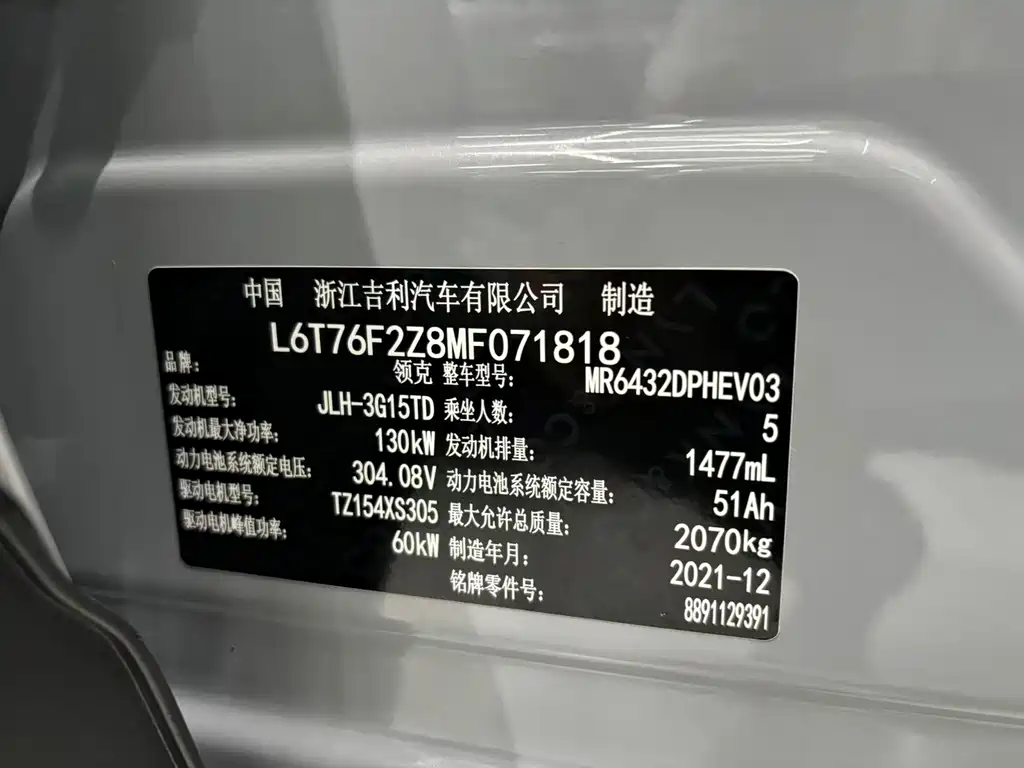 中国 浙江吉利汽车有限公司 制造
L6T76F2Z8MF071818
品牌： 领克 整车型号： MR6432DPHEV03
发动机型号： JLH-3G15TD 乘坐人数： 5
发动机最大净功率： 130kW 发动机排量： 1477mL
动力电池系统额定电压： 304.08V 动力电池系统额定容量： 51Ah
驱动电机型号： TZ154XS305 最大允许总质量： 2070kg
驱动电机峰值功率： 60kW 制造年月： 2021-12
铭牌零件号： 8891129391